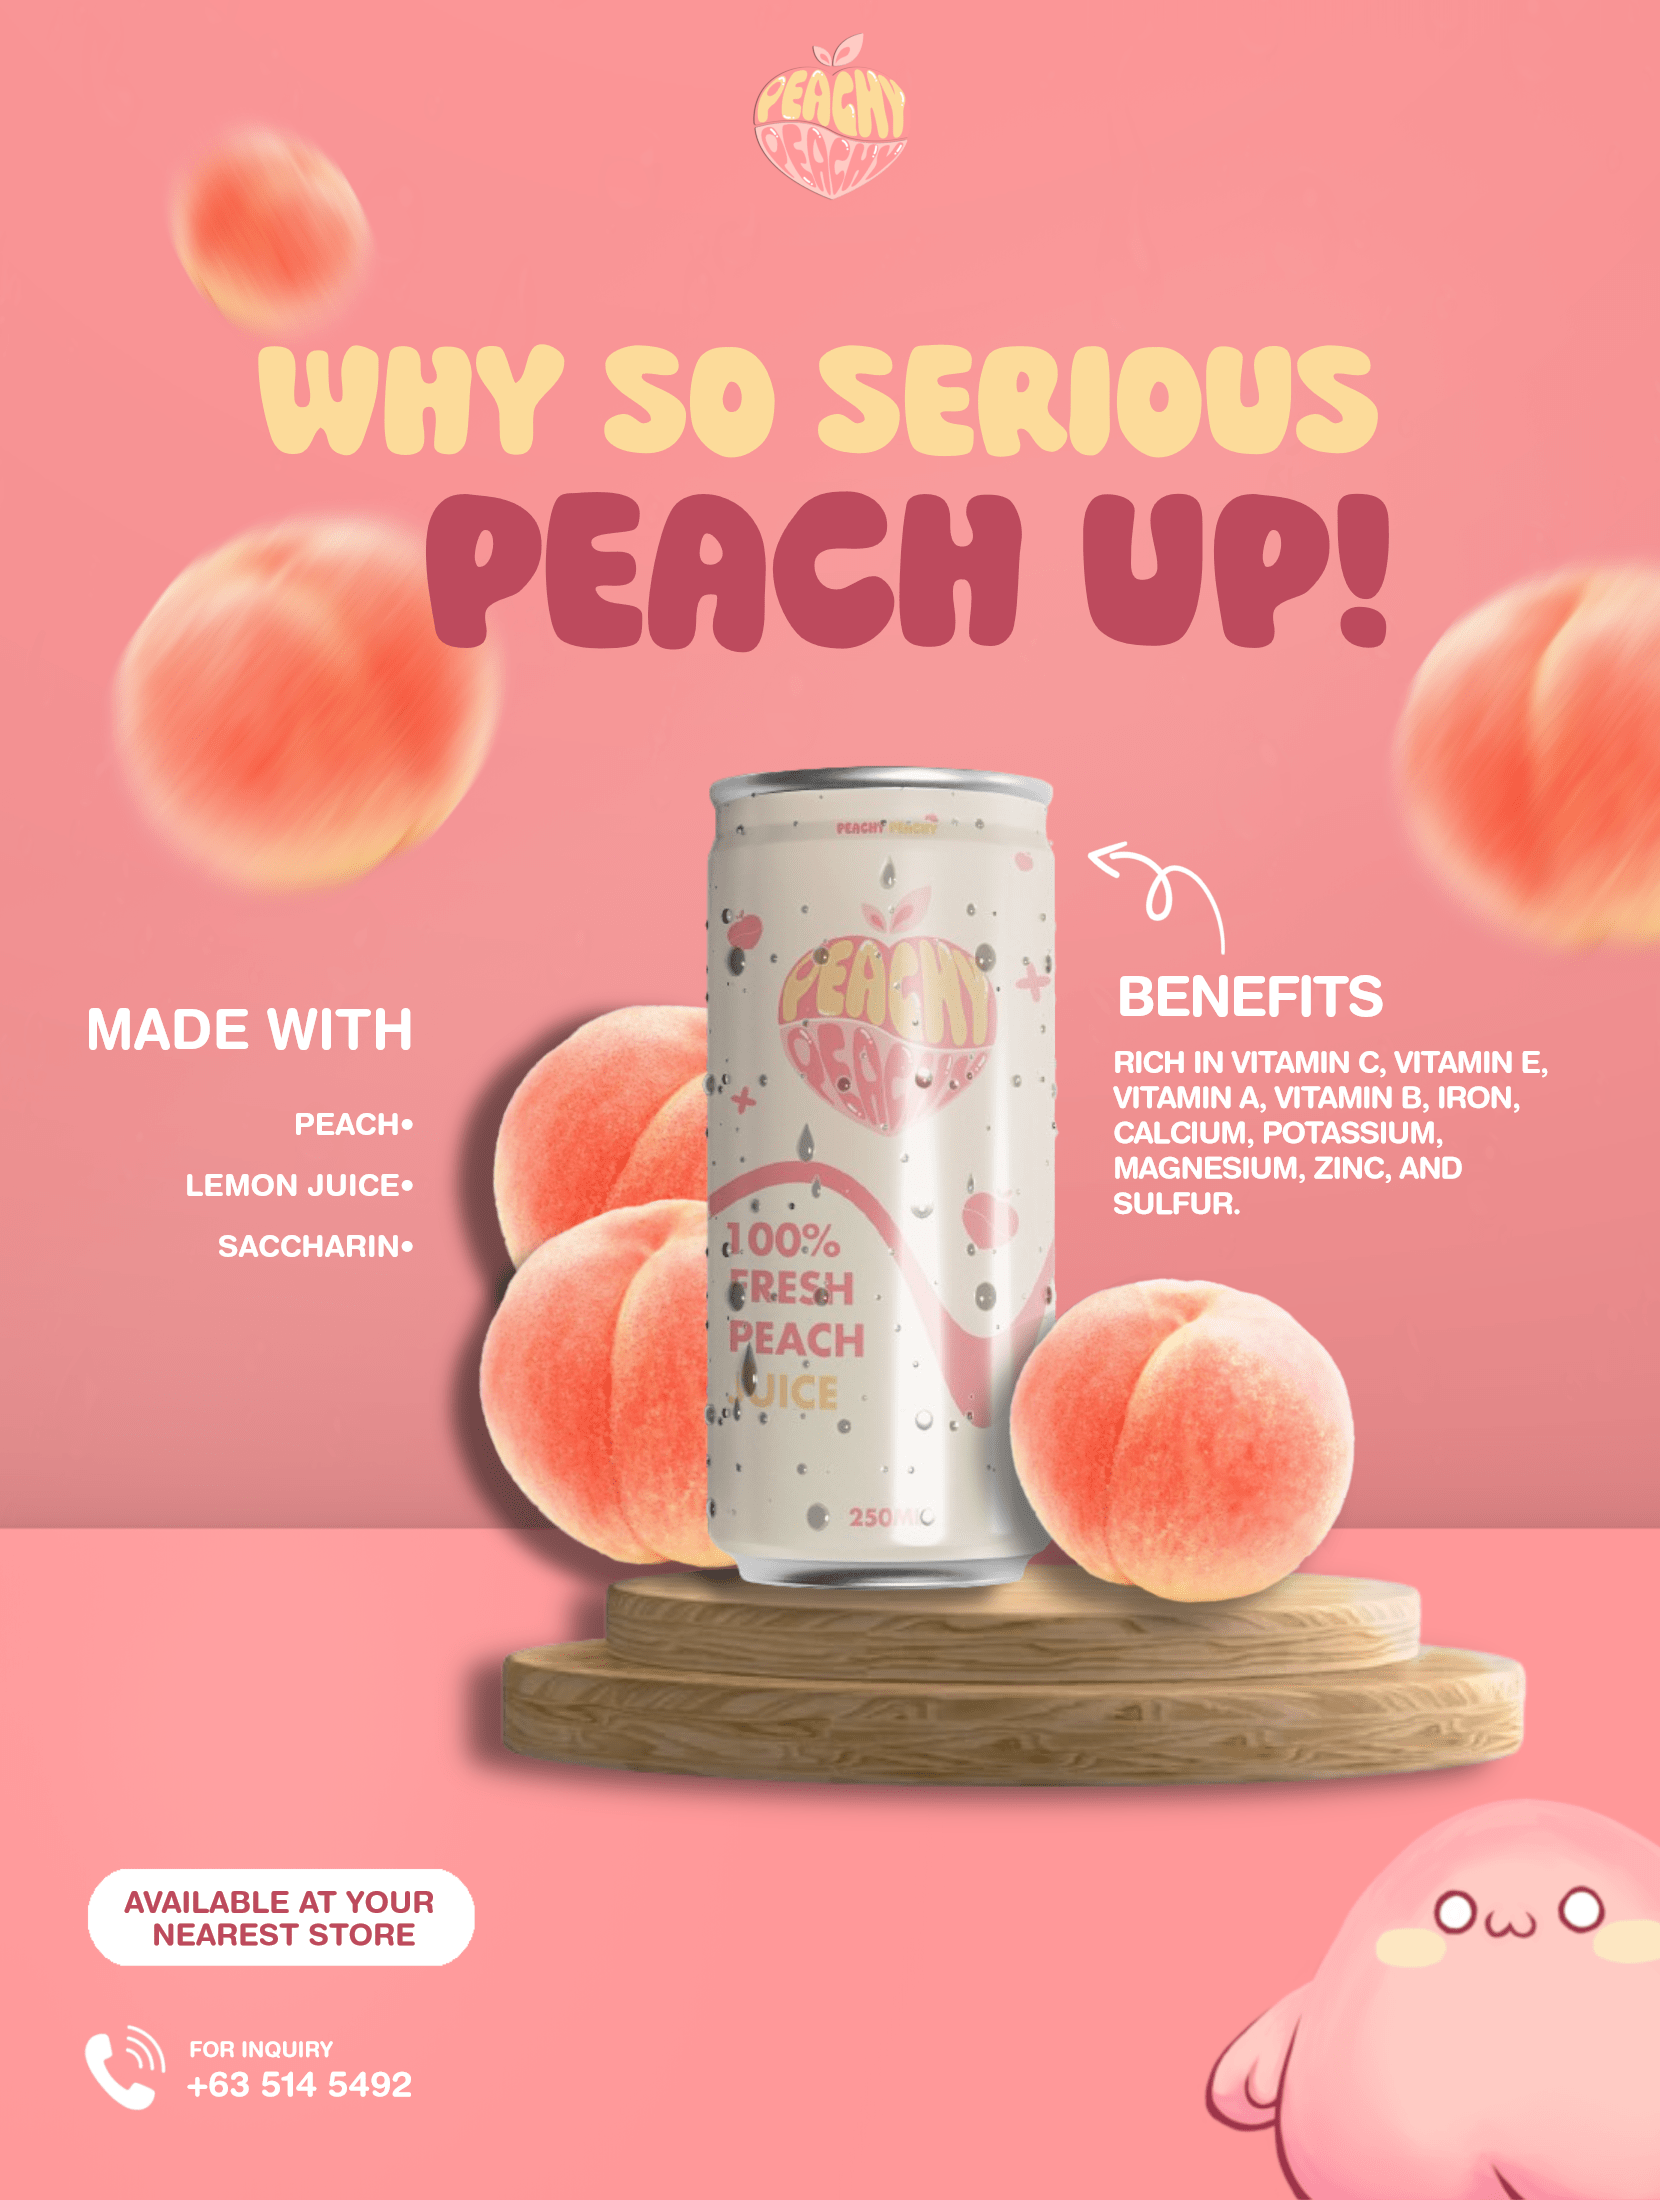 PEACHY
PEACHY
WHY SO SERIOUS
PEACH UP!
PEACHY PEACHY
PEACHY
PEACHY
100%
FRESH
PEACH
JUICE
250Ml
MADE WITH
PEACH•
LEMON JUICE•
SACCHARIN•
BENEFITS
RICH IN VITAMIN C, VITAMIN E,
VITAMIN A, VITAMIN B, IRON,
CALCIUM, POTASSIUM,
MAGNESIUM, ZINC, AND
SULFUR.
AVAILABLE AT YOUR
NEAREST STORE
FOR INQUIRY
+63 514 5492